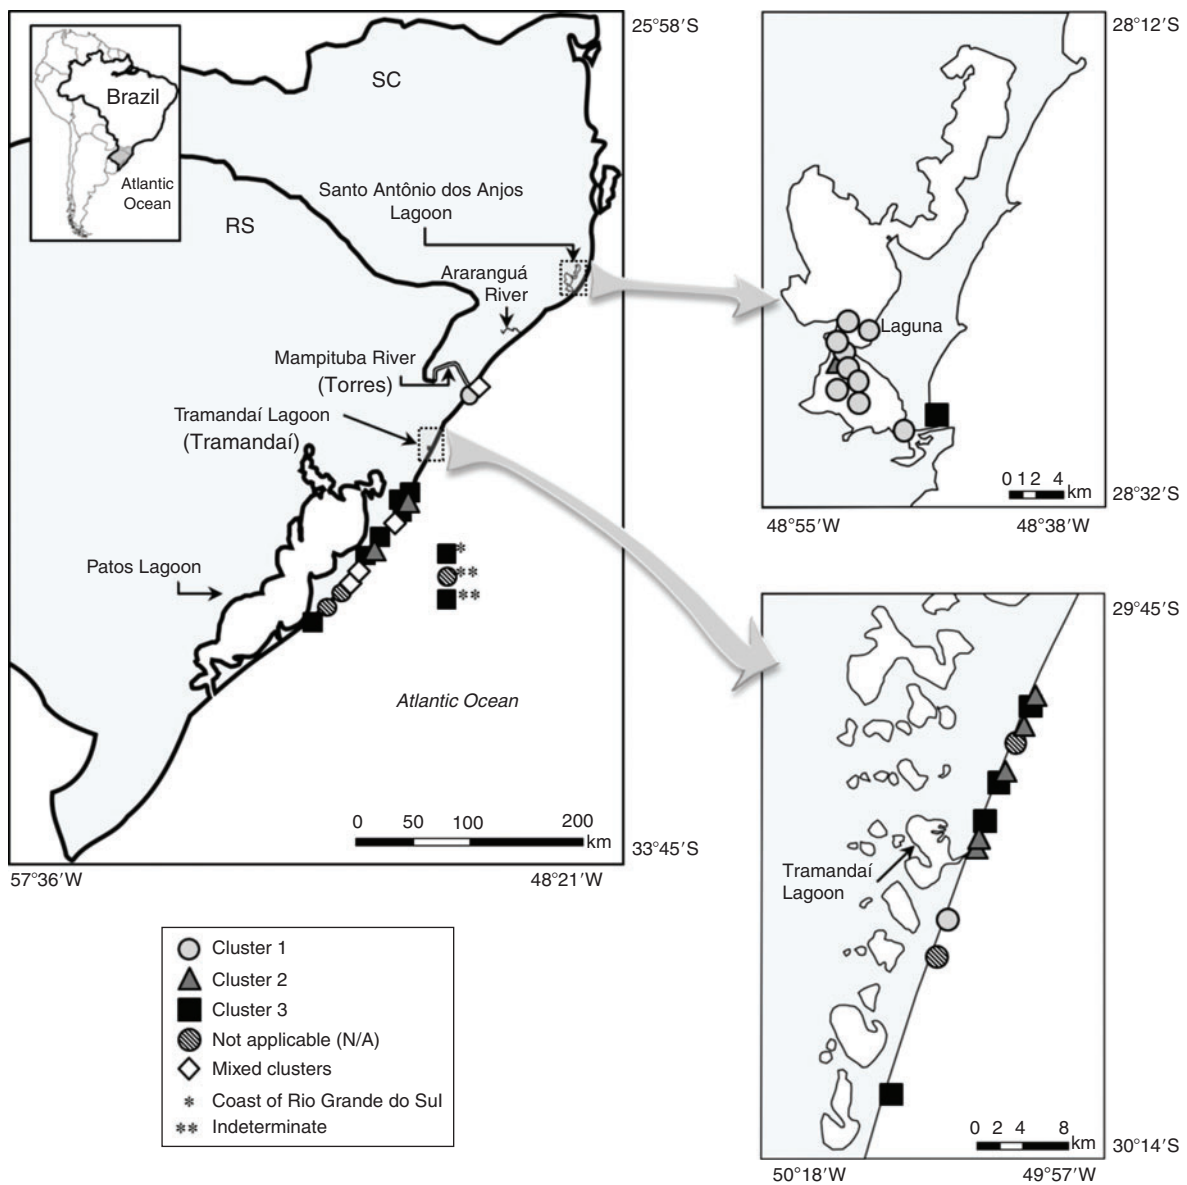 25°58′S
SC
Brazil
Atlantic
Ocean
RS
Santo Antônio dos Anjos
Lagoon
Araranguá
River
Mampituba River
(Torres)
Tramandaí Lagoon
(Tramandaí)
Patos Lagoon
*
**
**
Atlantic Ocean
0 50 100 200
km
33°45′S
57°36′W 48°21′W
28°12′S
Laguna
0 1 2 4
km
28°32′S
48°55′W 48°38′W
29°45′S
Tramandaí
Lagoon
0 2 4 8
km
30°14′S
50°18′W 49°57′W
Cluster 1
Cluster 2
Cluster 3
Not applicable (N/A)
Mixed clusters
* Coast of Rio Grande do Sul
** Indeterminate